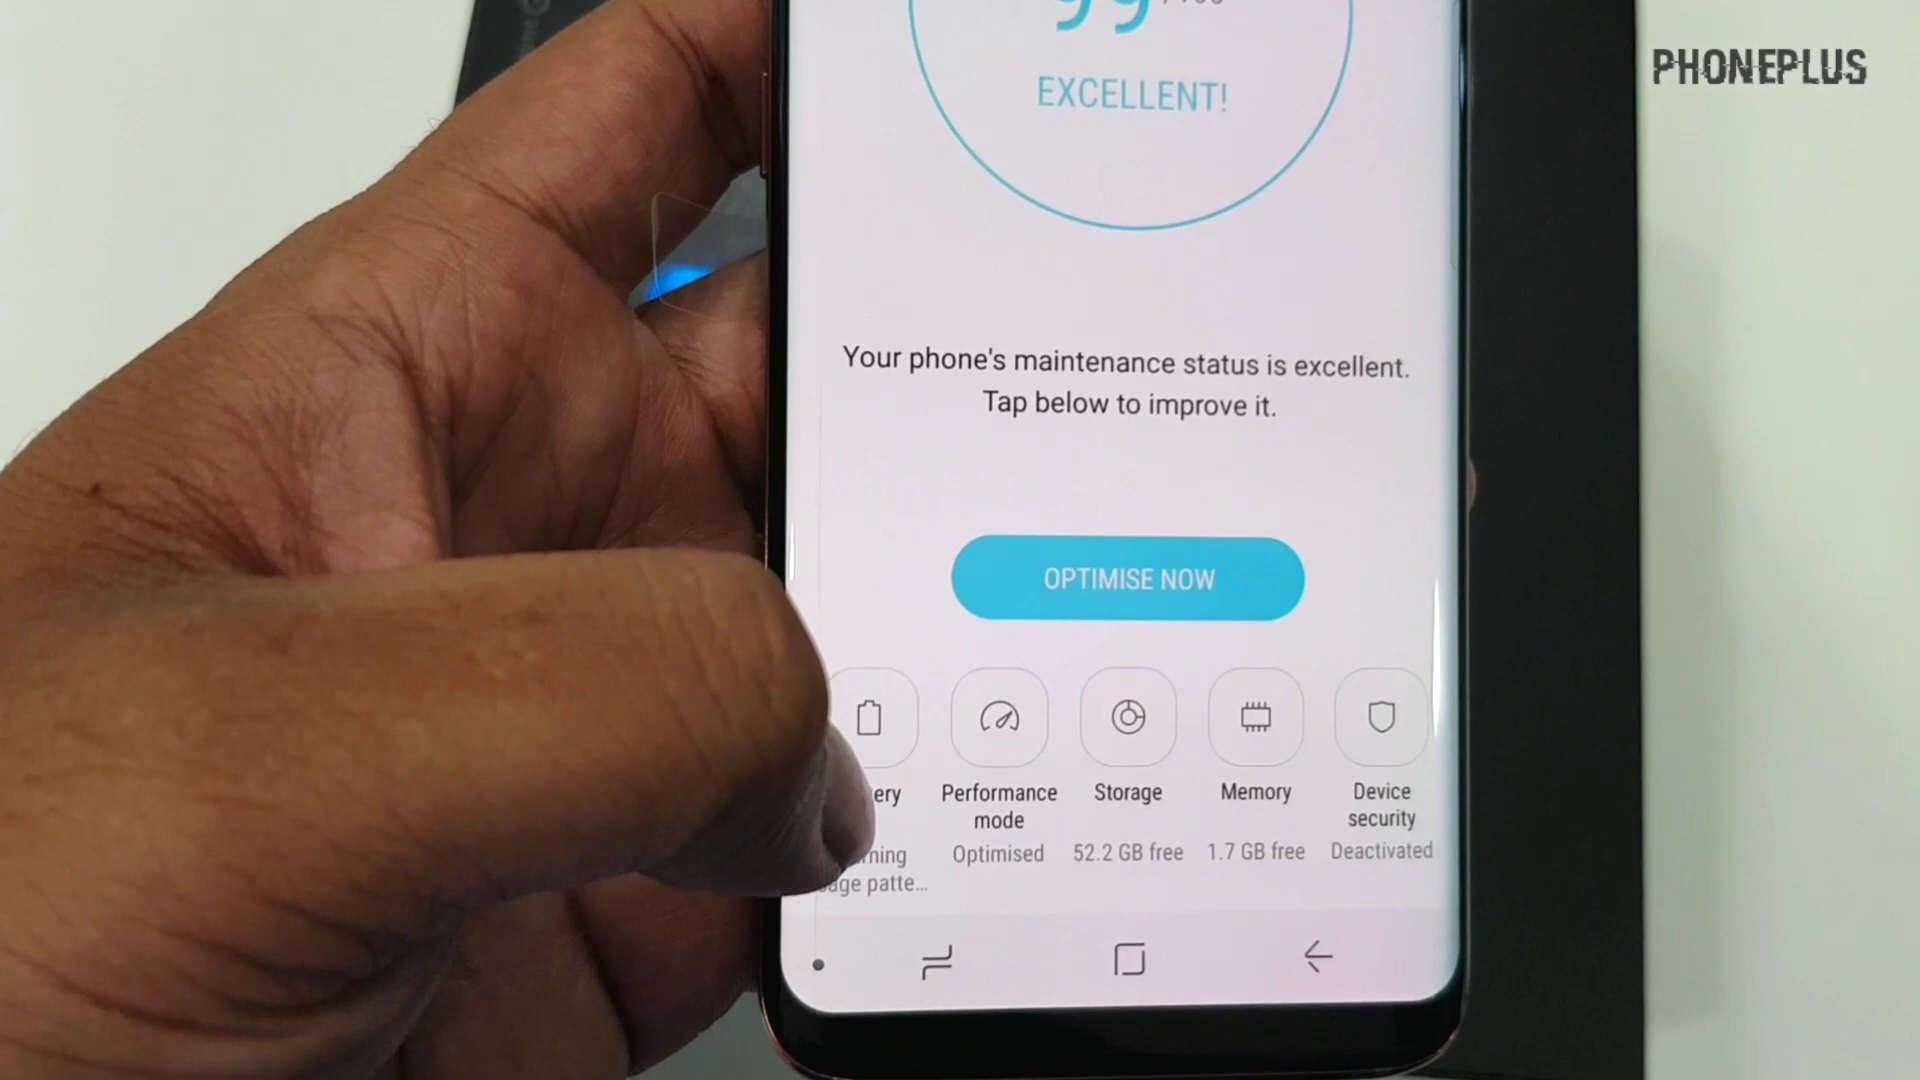 PHONEPLUS
99
EXCELLENT!
Your phone's maintenance status is excellent.
Tap below to improve it.
OPTIMISE NOW
Performance
mode
Optimised
Storage
52.2 GB free
Memory
1.7 GB free
Device
security
Deactivated